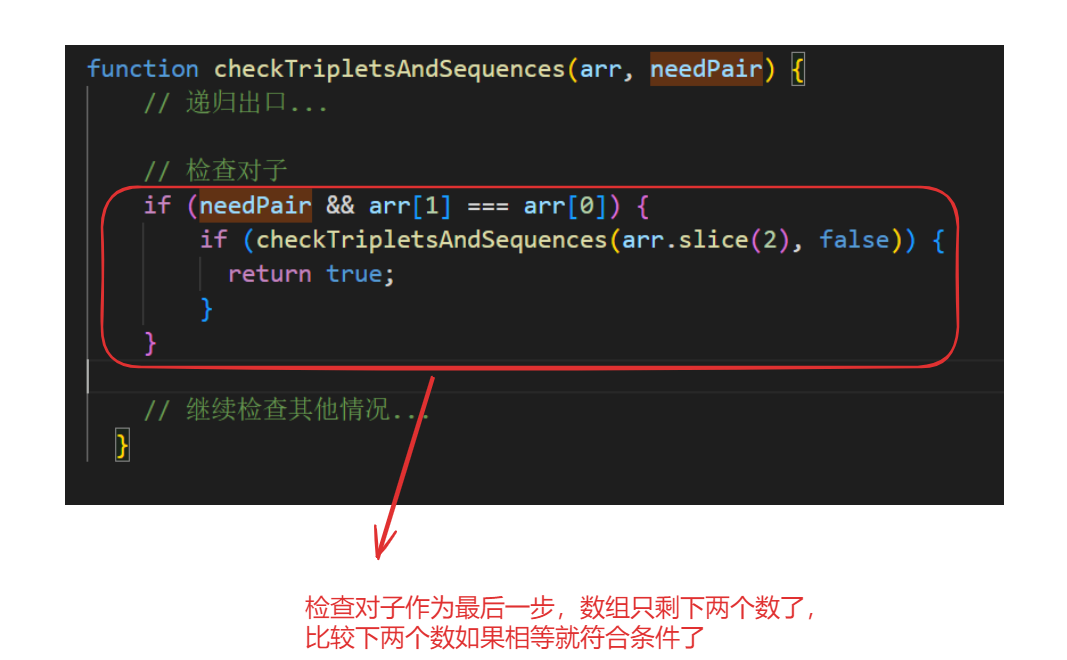 function checkTripletsAndSequences(arr, needPair) {
// 递归出口...
// 检查对子
if (needPair && arr[1] === arr[0]) {
if (checkTripletsAndSequences(arr.slice(2), false)) {
return true;
}
}
// 继续检查其他情况...
}
检查对子作为最后一步，数组只剩下两个数了，
比较下两个数如果相等就符合条件了